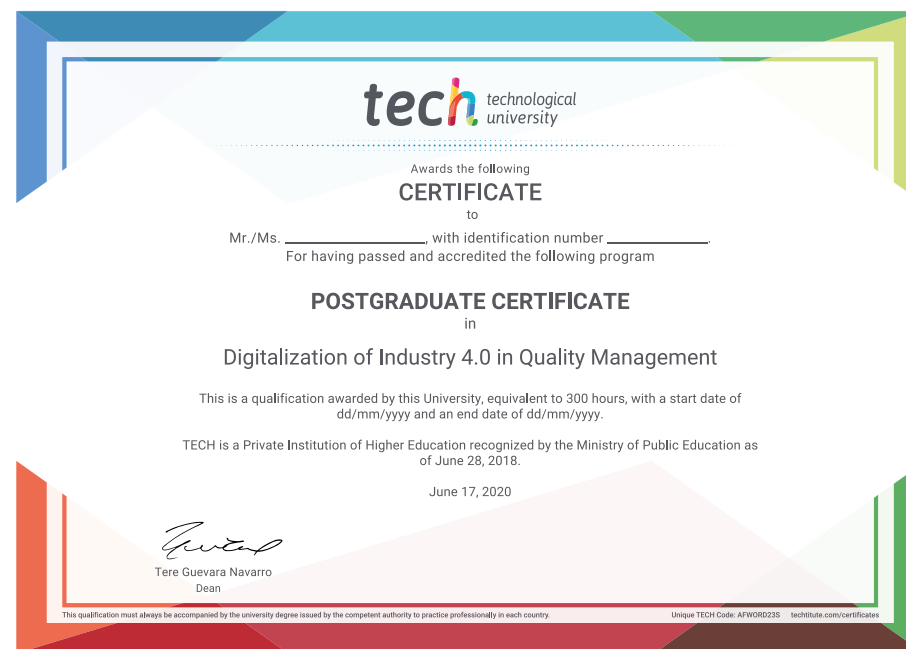 tech technological
university
Awards the following
CERTIFICATE
to
Mr./Ms. ____________________, with identification number ______________.
For having passed and accredited the following program
POSTGRADUATE CERTIFICATE
in
Digitalization of Industry 4.0 in Quality Management
This is a qualification awarded by this University, equivalent to 300 hours, with a start date of
dd/mm/yyyy and an end date of dd/mm/yyyy.
TECH is a Private Institution of Higher Education recognized by the Ministry of Public Education as
of June 28, 2018.
June 17, 2020
Tere Guevara Navarro
Dean
This qualification must always be accompanied by the university degree issued by the competent authority to practice professionally in each country. Unique TECH Code: AFWORD23S techtitute.com/certificates